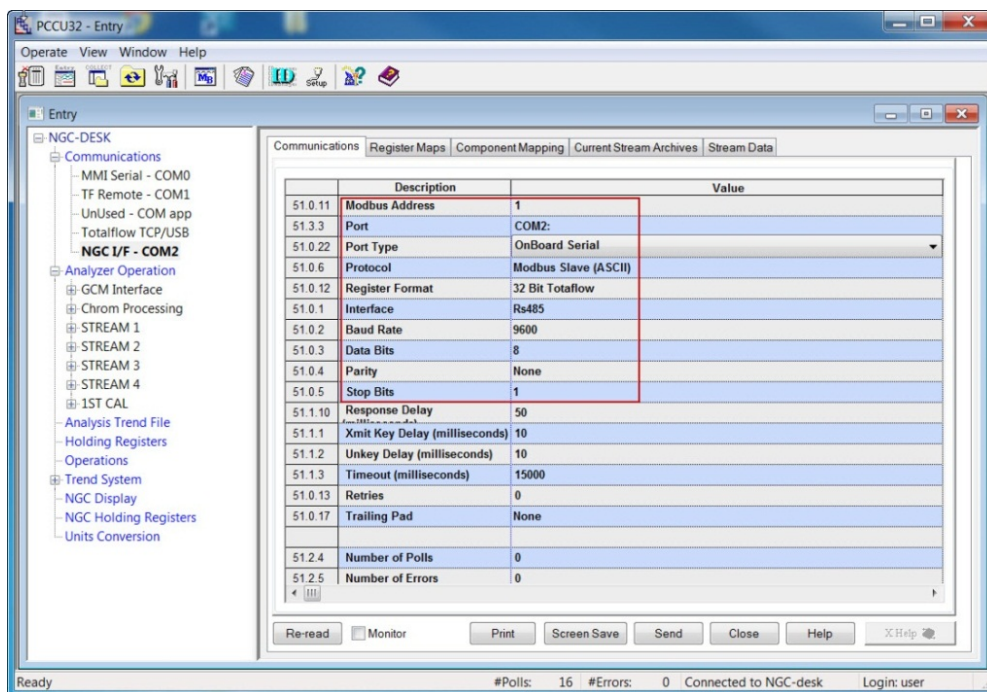 PCCU32 - Entry
Operate View Window Help
Entry COLLECT MB ID Setup
Entry
NGC-DESK
Communications
MMI Serial - COM0
TF Remote - COM1
UnUsed - COM app
Totalflow TCP/USB
NGC I/F - COM2
Analyzer Operation
GCM Interface
Chrom Processing
STREAM 1
STREAM 2
STREAM 3
STREAM 4
1ST CAL
Analysis Trend File
Holding Registers
Operations
Trend System
NGC Display
NGC Holding Registers
Units Conversion
Communications Register Maps Component Mapping Current Stream Archives Stream Data
Description Value
51.0.11 Modbus Address 1
51.3.3 Port COM2:
51.0.22 Port Type OnBoard Serial
51.0.6 Protocol Modbus Slave (ASCII)
51.0.12 Register Format 32 Bit Totaflow
51.0.1 Interface Rs485
51.0.2 Baud Rate 9600
51.0.3 Data Bits 8
51.0.4 Parity None
51.0.5 Stop Bits 1
51.1.10 Response Delay 50
51.1.1 Xmit Key Delay (milliseconds) 10
51.1.2 Unkey Delay (milliseconds) 10
51.1.3 Timeout (milliseconds) 15000
51.0.13 Retries 0
51.0.17 Trailing Pad None
51.2.4 Number of Polls 0
51.2.5 Number of Errors 0
Re-read Monitor Print Screen Save Send Close Help X Help
Ready #Polls: 16 #Errors: 0 Connected to NGC-desk Login: user